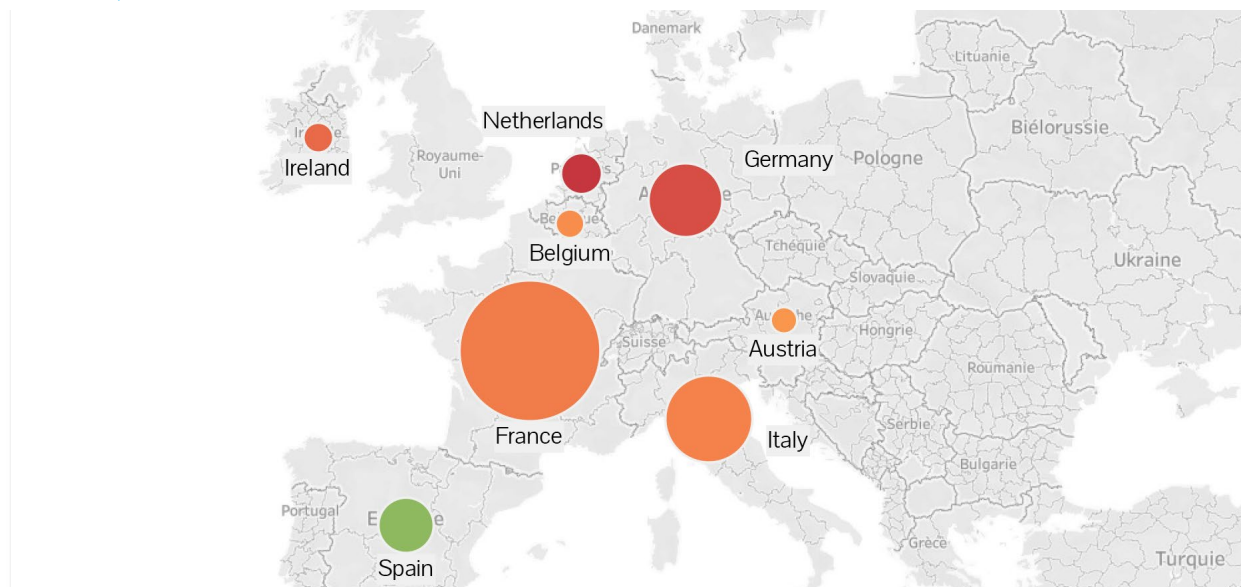 Danemark
Lituanie
Netherlands
Biélorussie
Ireland
Royaume-
Uni
Germany
Pologne
Belgium
Tchéquie
Ukraine
Slovaquie
Suisse
Hongrie
Austria
Roumanie
France
Italy
Serbie
Bulgarie
Portugal
Grèce
Turquie
Spain